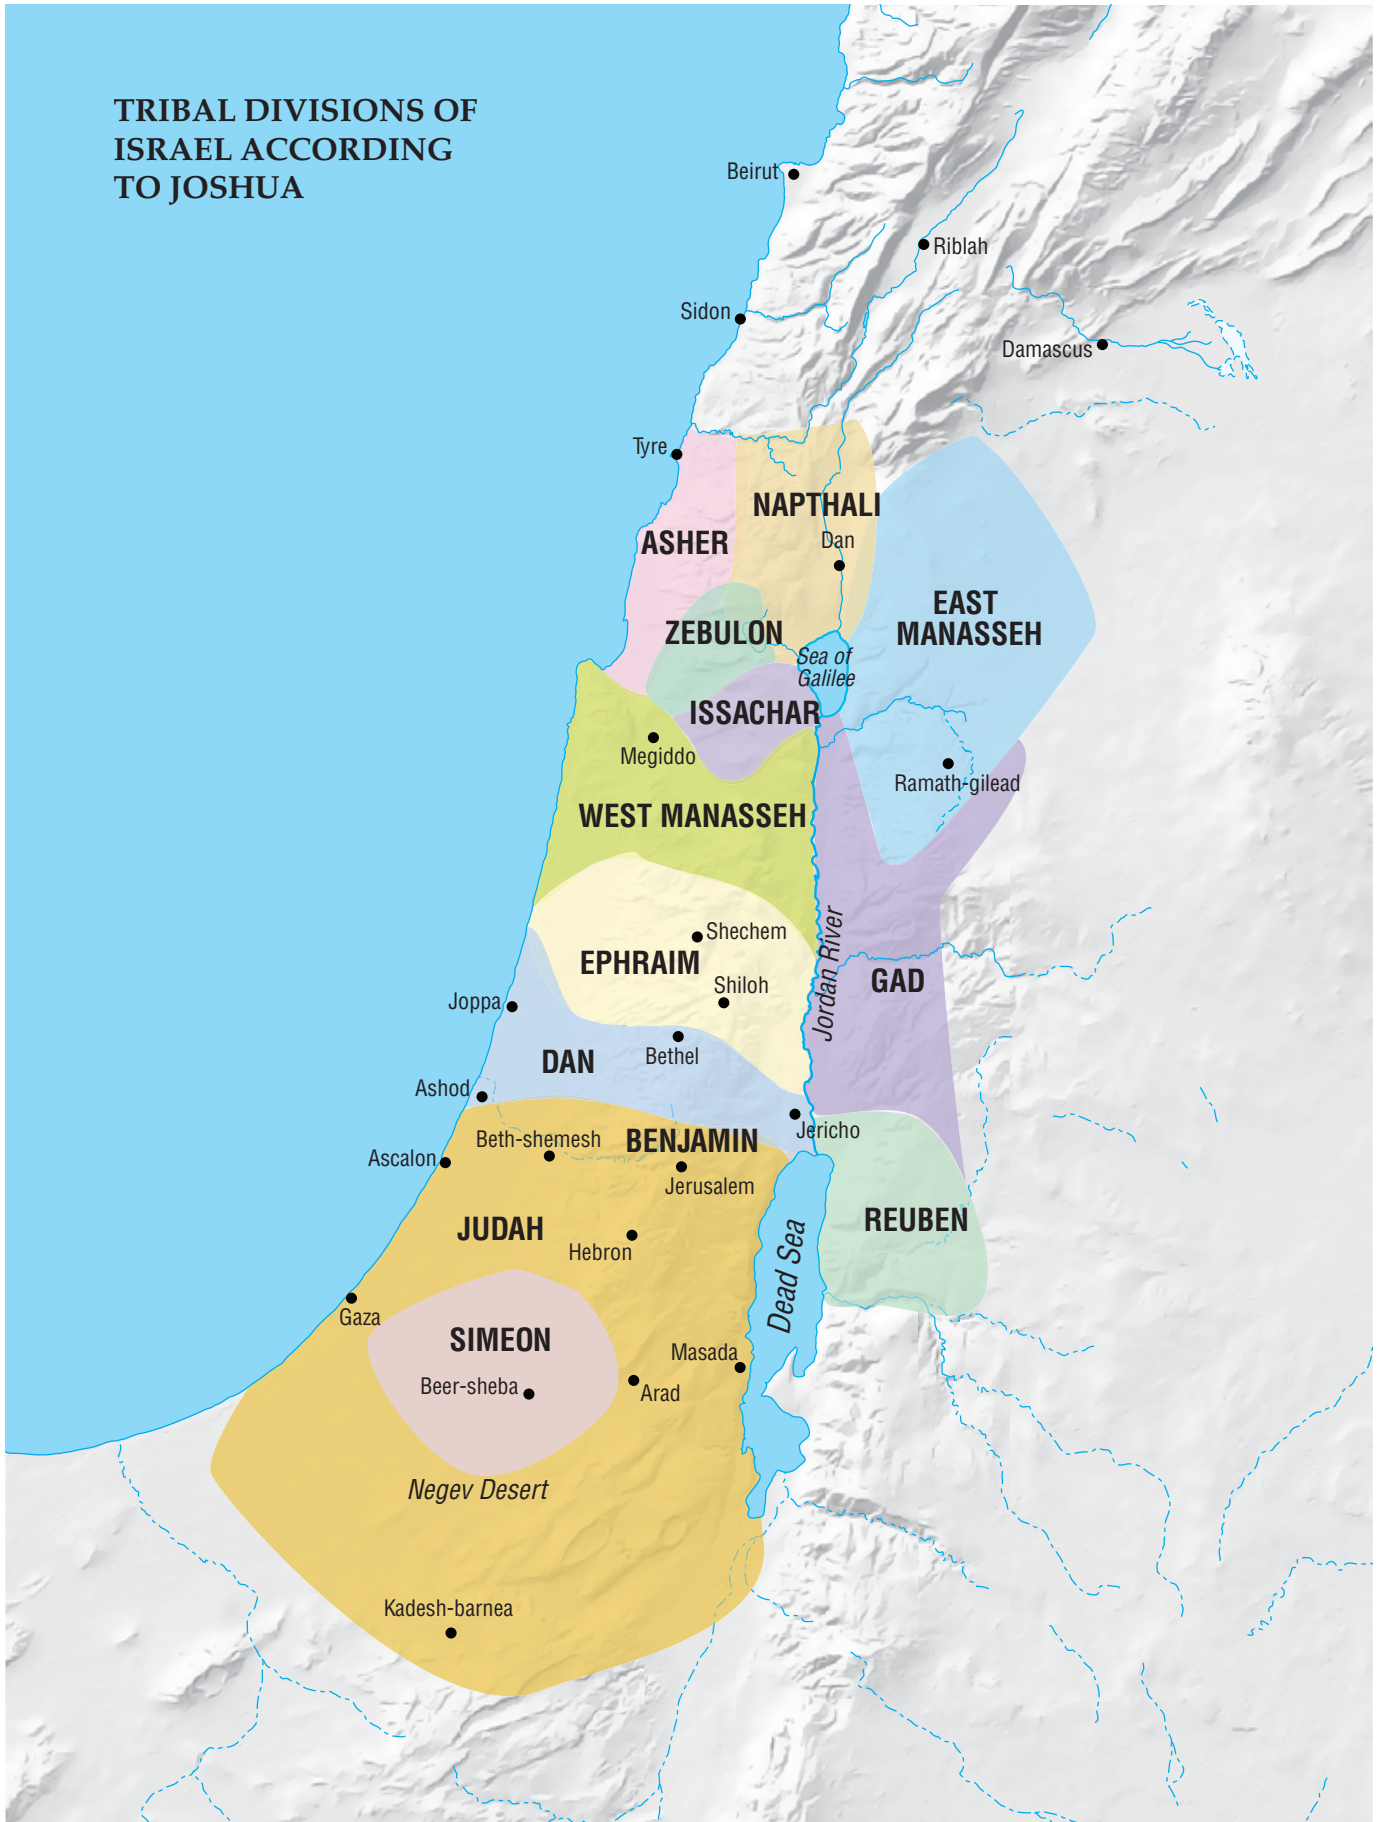 TRIBAL DIVISIONS OF
ISRAEL ACCORDING
TO JOSHUA
Beirut
Riblah
Sidon
Damascus
Tyre
NAPTHALI
ASHER
Dan
EAST
MANASSEH
ZEBULON
Sea of
Galilee
ISSACHAR
Megiddo
Ramath-gilead
WEST MANASSEH
Shechem
EPHRAIM
Jordan River
GAD
Shiloh
Joppa
Bethel
DAN
Ashod
Jericho
Beth-shemesh
BENJAMIN
Ascalon
Jerusalem
JUDAH
REUBEN
Hebron
Dead Sea
Gaza
SIMEON
Masada
Beer-sheba
Arad
Negev Desert
Kadesh-barnea